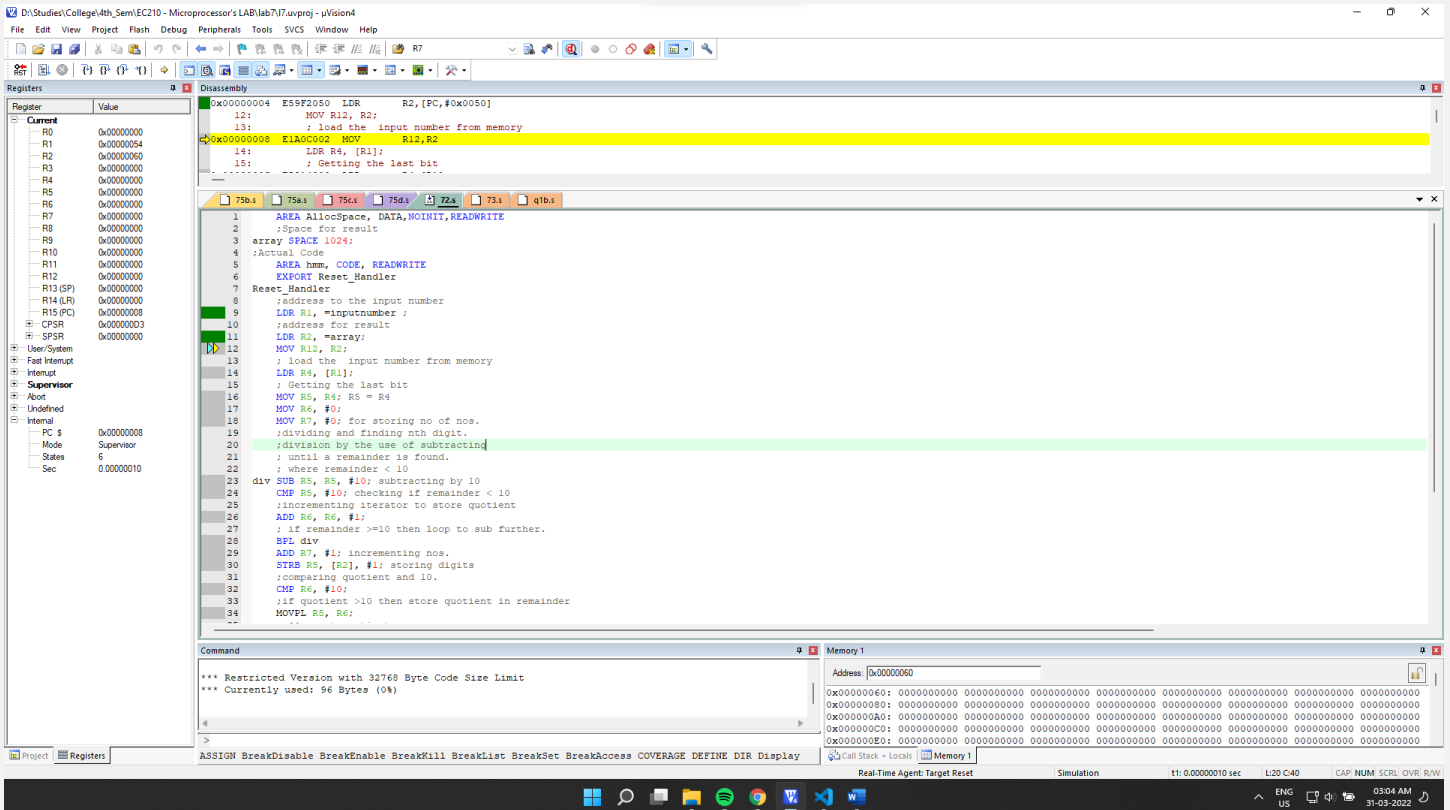 D:\Studies\College\4th_Sem\EC210 - Microprocessor's LAB\lab7\l7.uvproj - µVision4
File Edit View Project Flash Debug Peripherals Tools SVCS Window Help
R7
Registers
Register Value
Current
R0 0x00000000
R1 0x00000054
R2 0x00000060
R3 0x00000000
R4 0x00000000
R5 0x00000000
R6 0x00000000
R7 0x00000000
R8 0x00000000
R9 0x00000000
R10 0x00000000
R11 0x00000000
R12 0x00000000
R13 (SP) 0x00000000
R14 (LR) 0x00000000
R15 (PC) 0x00000008
CPSR 0x000000D3
SPSR 0x00000000
User/System
Fast Interrupt
Interrupt
Supervisor
Abort
Undefined
Internal
PC $ 0x00000008
Mode Supervisor
States 6
Sec 0.00000010
Project Registers
Disassembly
0x00000004 E59F2050 LDR R2,[PC,#0x0050]
12: MOV R12, R2;
13: ; load the input number from memory
0x00000008 E1A0C002 MOV R12,R2
14: LDR R4, [R1];
15: ; Getting the last bit
75b.s 75a.s 75c.s 75d.s 72.s 73.s q1b.s
1 AREA AllocSpace, DATA,NOINIT,READWRITE
2 ;Space for result
3 array SPACE 1024;
4 ;Actual Code
5 AREA hmm, CODE, READWRITE
6 EXPORT Reset_Handler
7 Reset_Handler
8 ;address to the input number
9 LDR R1, =inputnumber ;
10 ;address for result
11 LDR R2, =array;
12 MOV R12, R2;
13 ; load the input number from memory
14 LDR R4, [R1];
15 ; Getting the last bit
16 MOV R5, R4; R5 = R4
17 MOV R6, #0;
18 MOV R7, #0; for storing no of nos.
19 ;dividing and finding nth digit.
20 ;division by the use of subtracting
21 ; until a remainder is found.
22 ; where remainder < 10
23 div SUB R5, R5, #10; subtracting by 10
24 CMP R5, #10; checking if remainder < 10
25 ;incrementing iterator to store quotient
26 ADD R6, R6, #1;
27 ; if remainder >=10 then loop to sub further.
28 BPL div
29 ADD R7, #1; incrementing nos.
30 STRB R5, [R2], #1; storing digits
31 ;comparing quotient and 10.
32 CMP R6, #10;
33 ;if quotient >10 then store quotient in remainder
34 MOVPL R5, R6;
Command
*** Restricted Version with 32768 Byte Code Size Limit
*** Currently used: 96 Bytes (0%)
>
ASSIGN BreakDisable BreakEnable BreakKill BreakList BreakSet BreakAccess COVERAGE DEFINE DIR Display
Memory 1
Address: 0x00000060
0x00000060: 0000000000 0000000000 0000000000 0000000000 0000000000 0000000000 0000000000 0000000000
0x00000080: 0000000000 0000000000 0000000000 0000000000 0000000000 0000000000 0000000000 0000000000
0x000000A0: 0000000000 0000000000 0000000000 0000000000 0000000000 0000000000 0000000000 0000000000
0x000000C0: 0000000000 0000000000 0000000000 0000000000 0000000000 0000000000 0000000000 0000000000
0x000000E0: 0000000000 0000000000 0000000000 0000000000 0000000000 0000000000 0000000000 0000000000
Call Stack + Locals Memory 1
Real-Time Agent: Target Reset Simulation t1: 0.00000010 sec L:20 C:40 CAP NUM SCRL OVR R/W
ENG
US
03:04 AM
31-03-2022